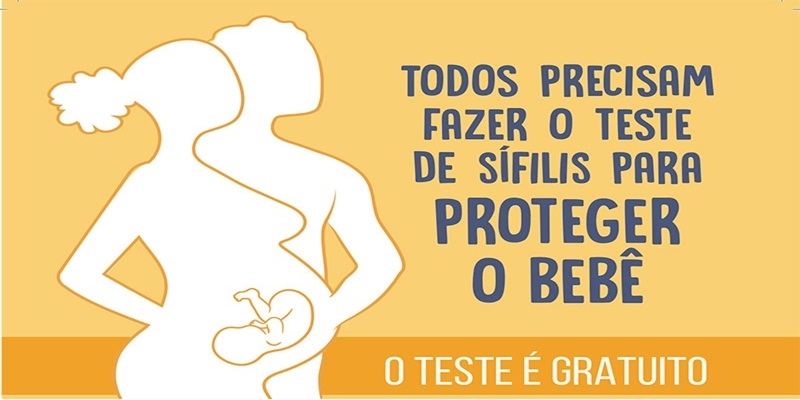 TODOS PRECISAM
FAZER O TESTE
DE SÍFILIS PARA
PROTEGER
O BEBÊ
O TESTE É GRATUITO